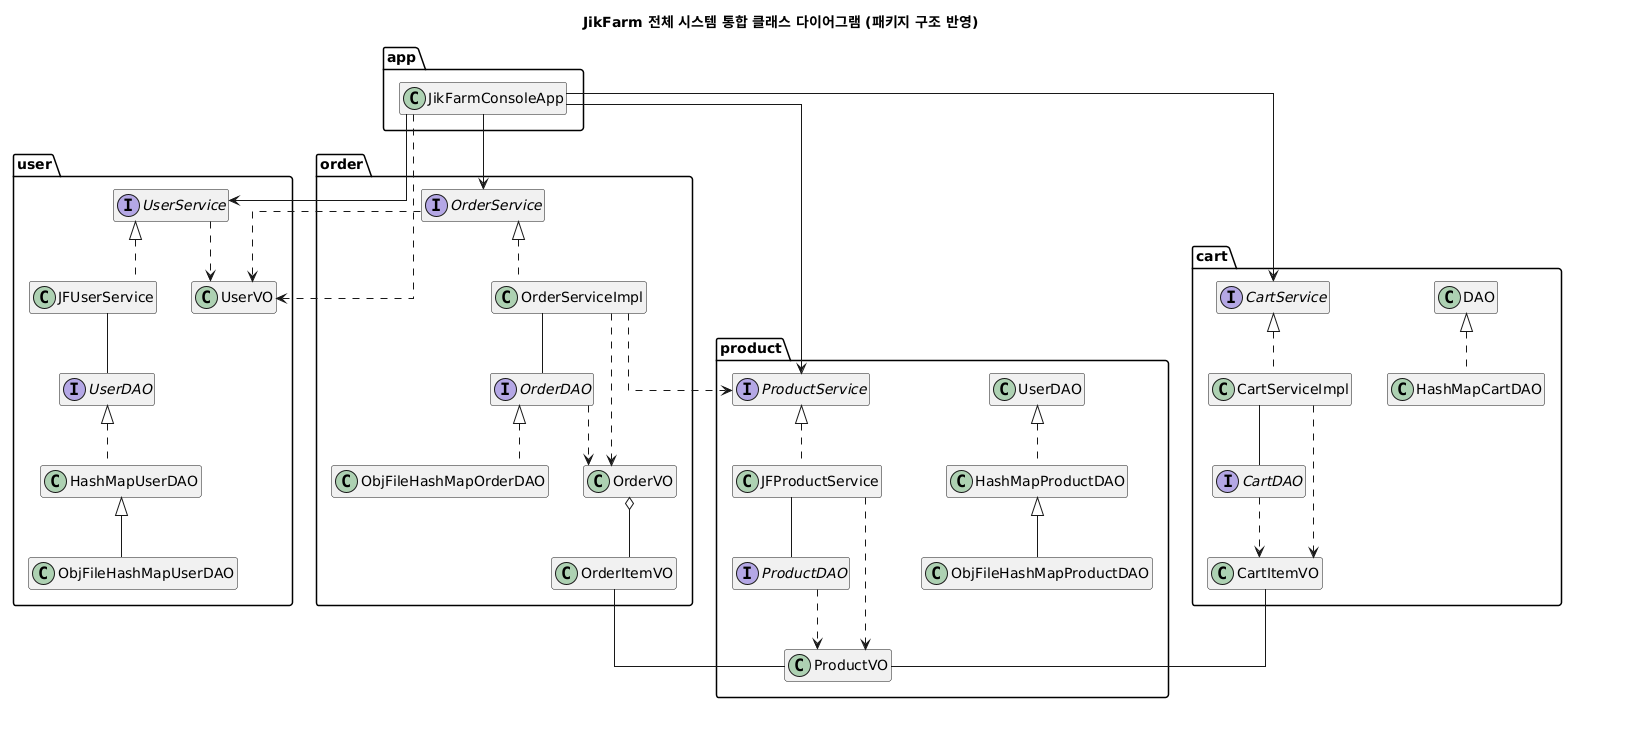 JikFarm 전체 시스템 통합 클래스 다이어그램 (패키지 구조 반영)
app
C JikFarmConsoleApp
user
I UserService
C JFUserService
C UserVO
I UserDAO
C HashMapUserDAO
C ObjFileHashMapUserDAO
order
I OrderService
C OrderServiceImpl
I OrderDAO
C ObjFileHashMapOrderDAO
C OrderVO
C OrderItemVO
product
I ProductService
C UserDAO
C JFProductService
C HashMapProductDAO
I ProductDAO
C ObjFileHashMapProductDAO
C ProductVO
cart
I CartService
C DAO
C CartServiceImpl
C HashMapCartDAO
I CartDAO
C CartItemVO